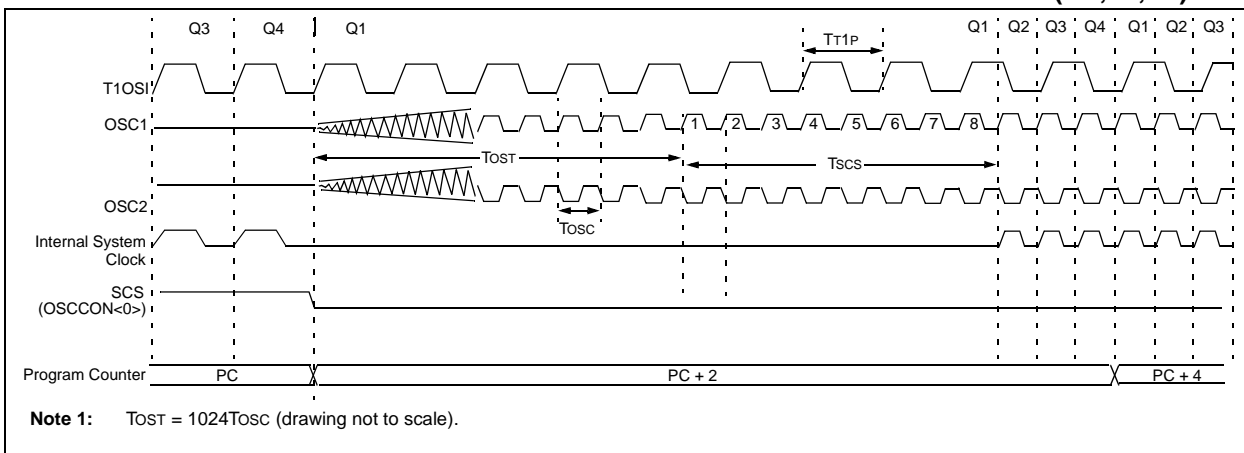 Q3 Q4 Q1 Q1 Q2 Q3 Q4 Q1 Q2 Q3
TT1P
T1OSI
OSC1
1 2 3 4 5 6 7 8
TOST
TSCS
OSC2
TOSC
Internal System
Clock
SCS
(OSCCON<0>)
Program Counter PC PC + 2 PC + 4
Note 1: TOST = 1024TOSC (drawing not to scale).